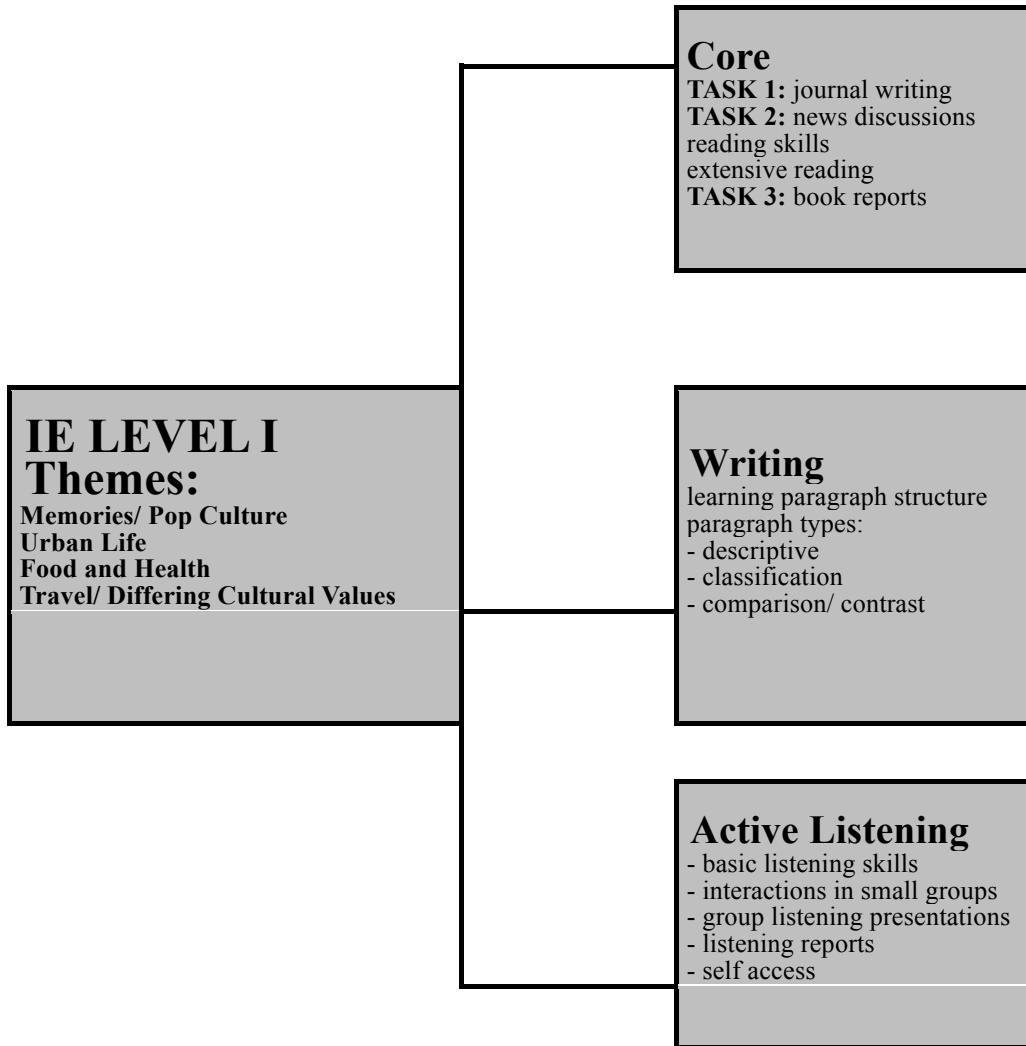 Core
TASK 1: journal writing
TASK 2: news discussions
reading skills
extensive reading
TASK 3: book reports
IE LEVEL I
Themes:
Memories/ Pop Culture
Urban Life
Food and Health
Travel/ Differing Cultural Values
Writing
learning paragraph structure
paragraph types:
- descriptive
- classification
- comparison/ contrast
Active Listening
- basic listening skills
- interactions in small groups
- group listening presentations
- listening reports
- self access